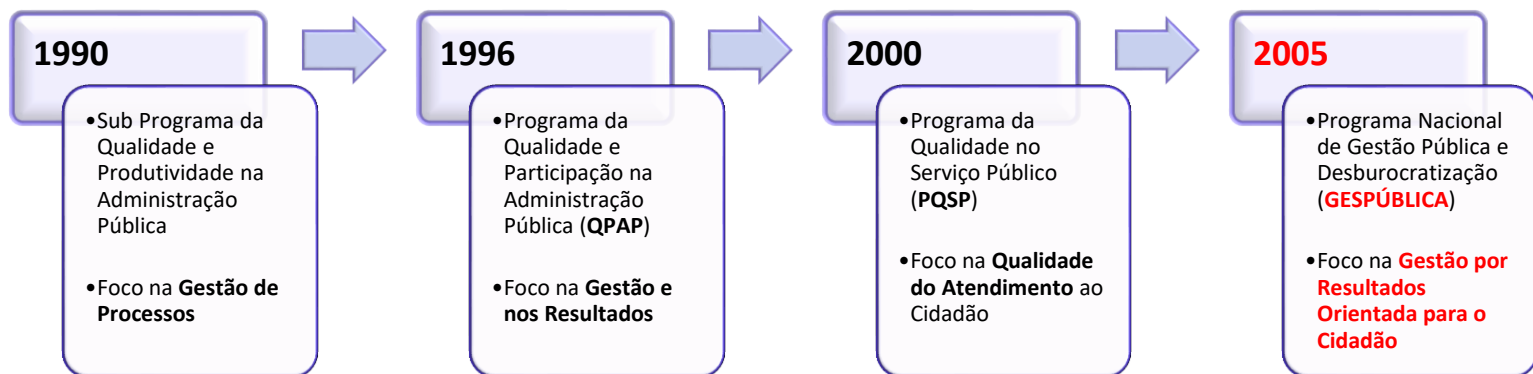 1990
•Sub Programa da
Qualidade e
Produtividade na
Administração
Pública
•Foco na Gestão de
Processos
1996
•Programa da
Qualidade e
Participação na
Administração
Pública (QPAP)
•Foco na Gestão e
nos Resultados
2000
•Programa da
Qualidade no
Serviço Público
(PQSP)
•Foco na Qualidade
do Atendimento ao
Cidadão
2005
•Programa Nacional
de Gestão Pública e
Desburocratização
(GESPÚBLICA)
•Foco na Gestão por
Resultados
Orientada para o
Cidadão